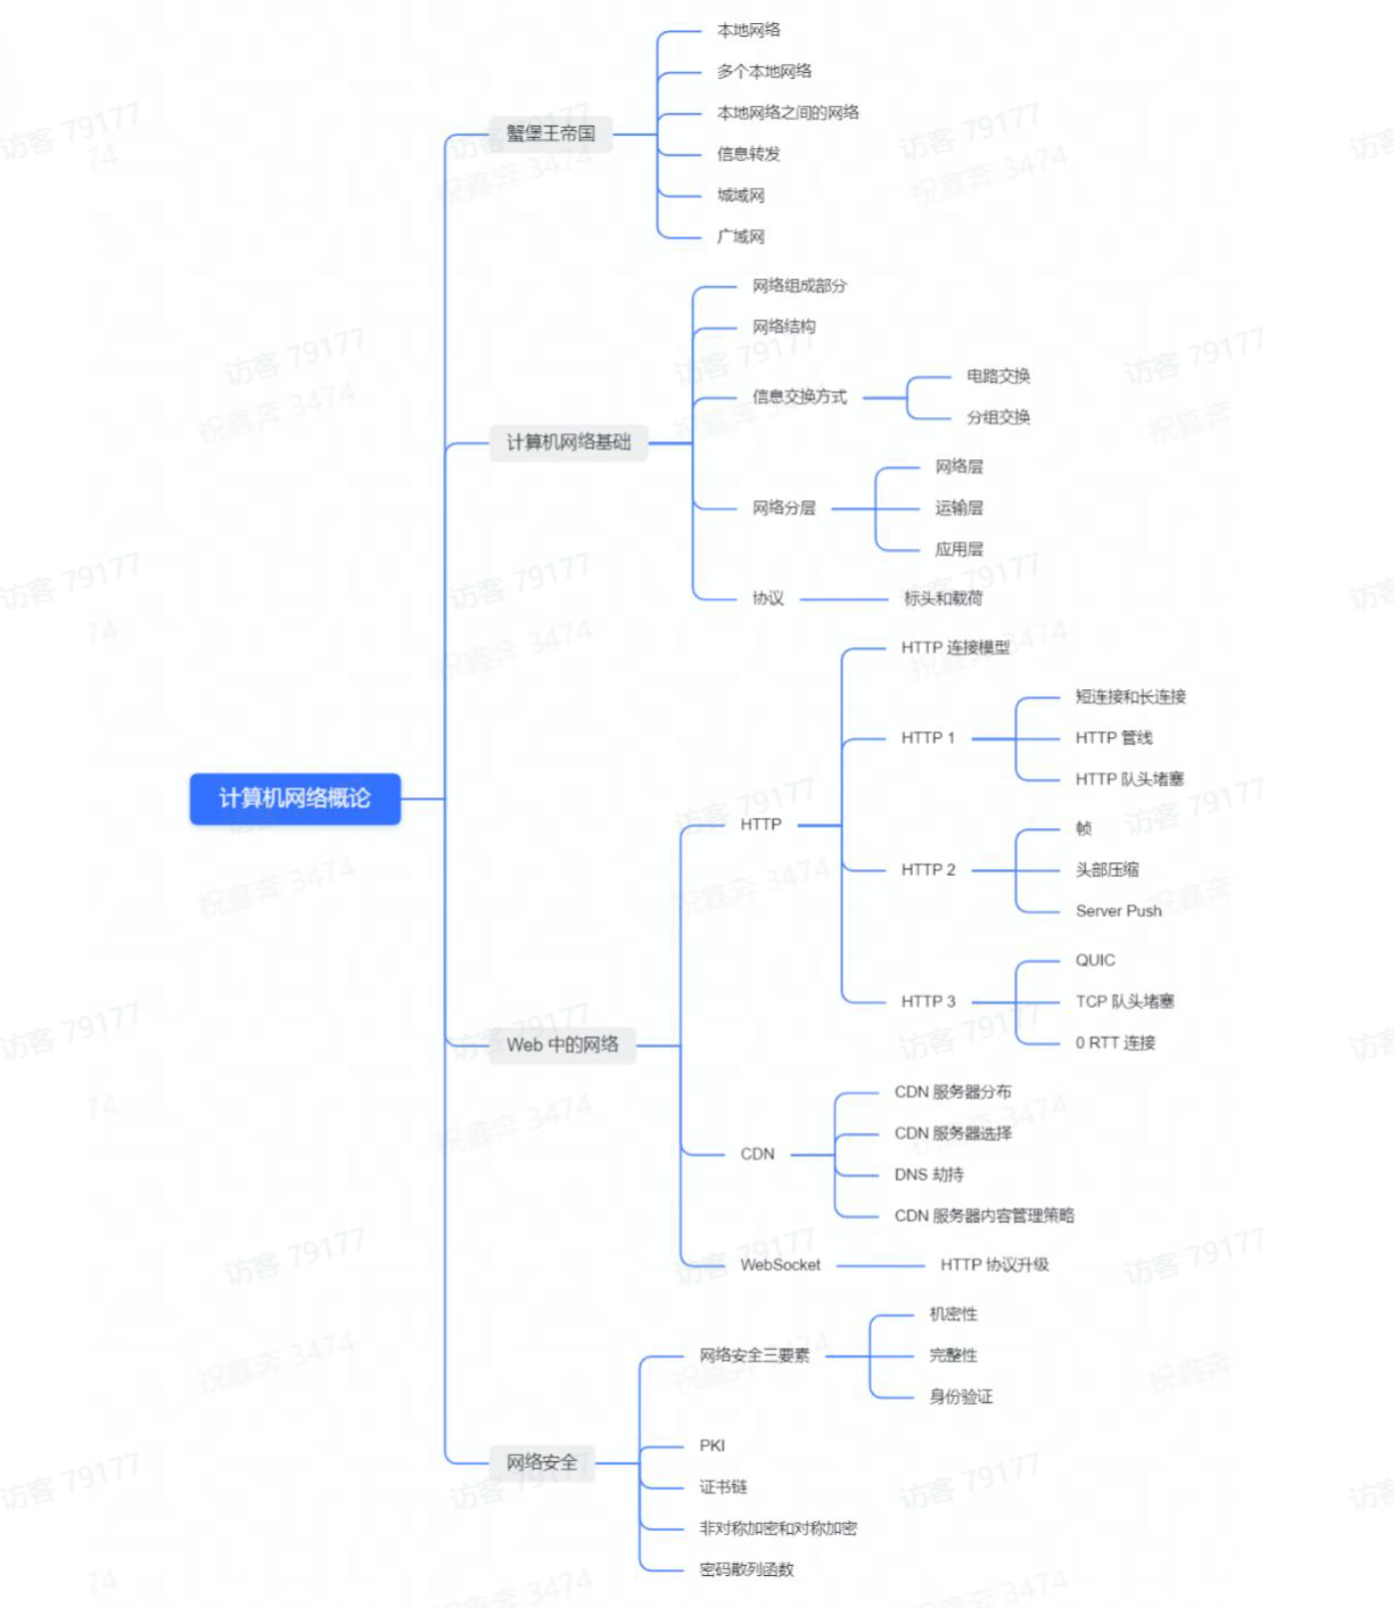 本地网络
多个本地网络
本地网络之间的网络
蟹堡王帝国
信息转发
城域网
广域网
网络组成部分
网络结构
信息交换方式
电路交换
分组交换
计算机网络基础
网络分层
网络层
运输层
应用层
协议
标头和载荷
计算机网络概论
HTTP
HTTP 连接模型
HTTP 1
短连接和长连接
HTTP 管线
HTTP 队头堵塞
HTTP 2
帧
头部压缩
Server Push
HTTP 3
QUIC
TCP 队头堵塞
0 RTT 连接
Web 中的网络
CDN
CDN 服务器分布
CDN 服务器选择
DNS 劫持
CDN 服务器内容管理策略
WebSocket
HTTP 协议升级
网络安全三要素
机密性
完整性
身份验证
网络安全
PKI
证书链
非对称加密和对称加密
密码散列函数
访客 79177
祝鑫奔 3474